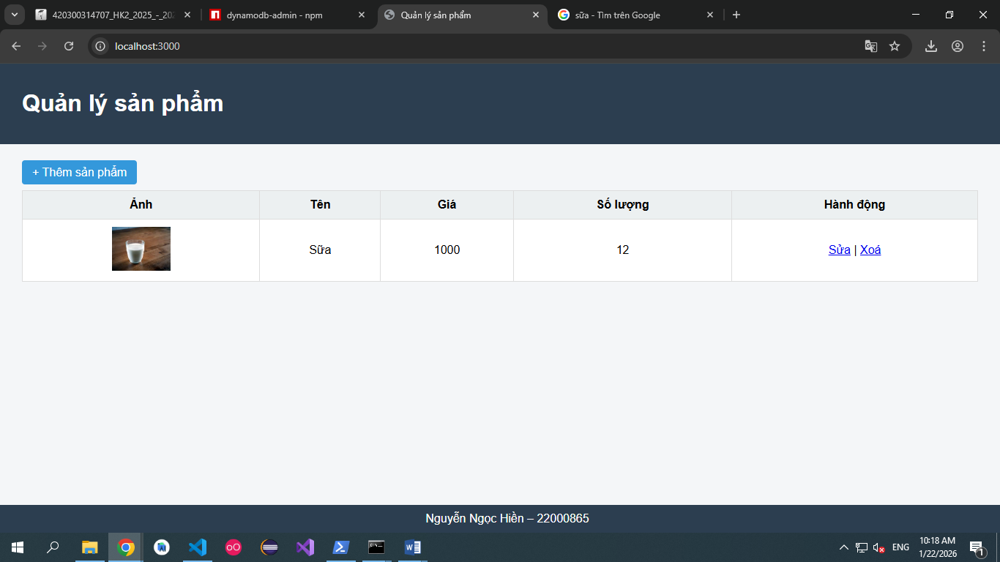 420300314707_HK2_2025_-_202
dynamodb-admin - npm
Quản lý sản phẩm
sữa - Tìm trên Google
localhost:3000
Quản lý sản phẩm
+ Thêm sản phẩm
Ảnh Tên Giá Số lượng Hành động
Sữa 1000 12 Sửa | Xoá
Nguyễn Ngọc Hiền – 22000865
ENG
10:18 AM
1/22/2026
1